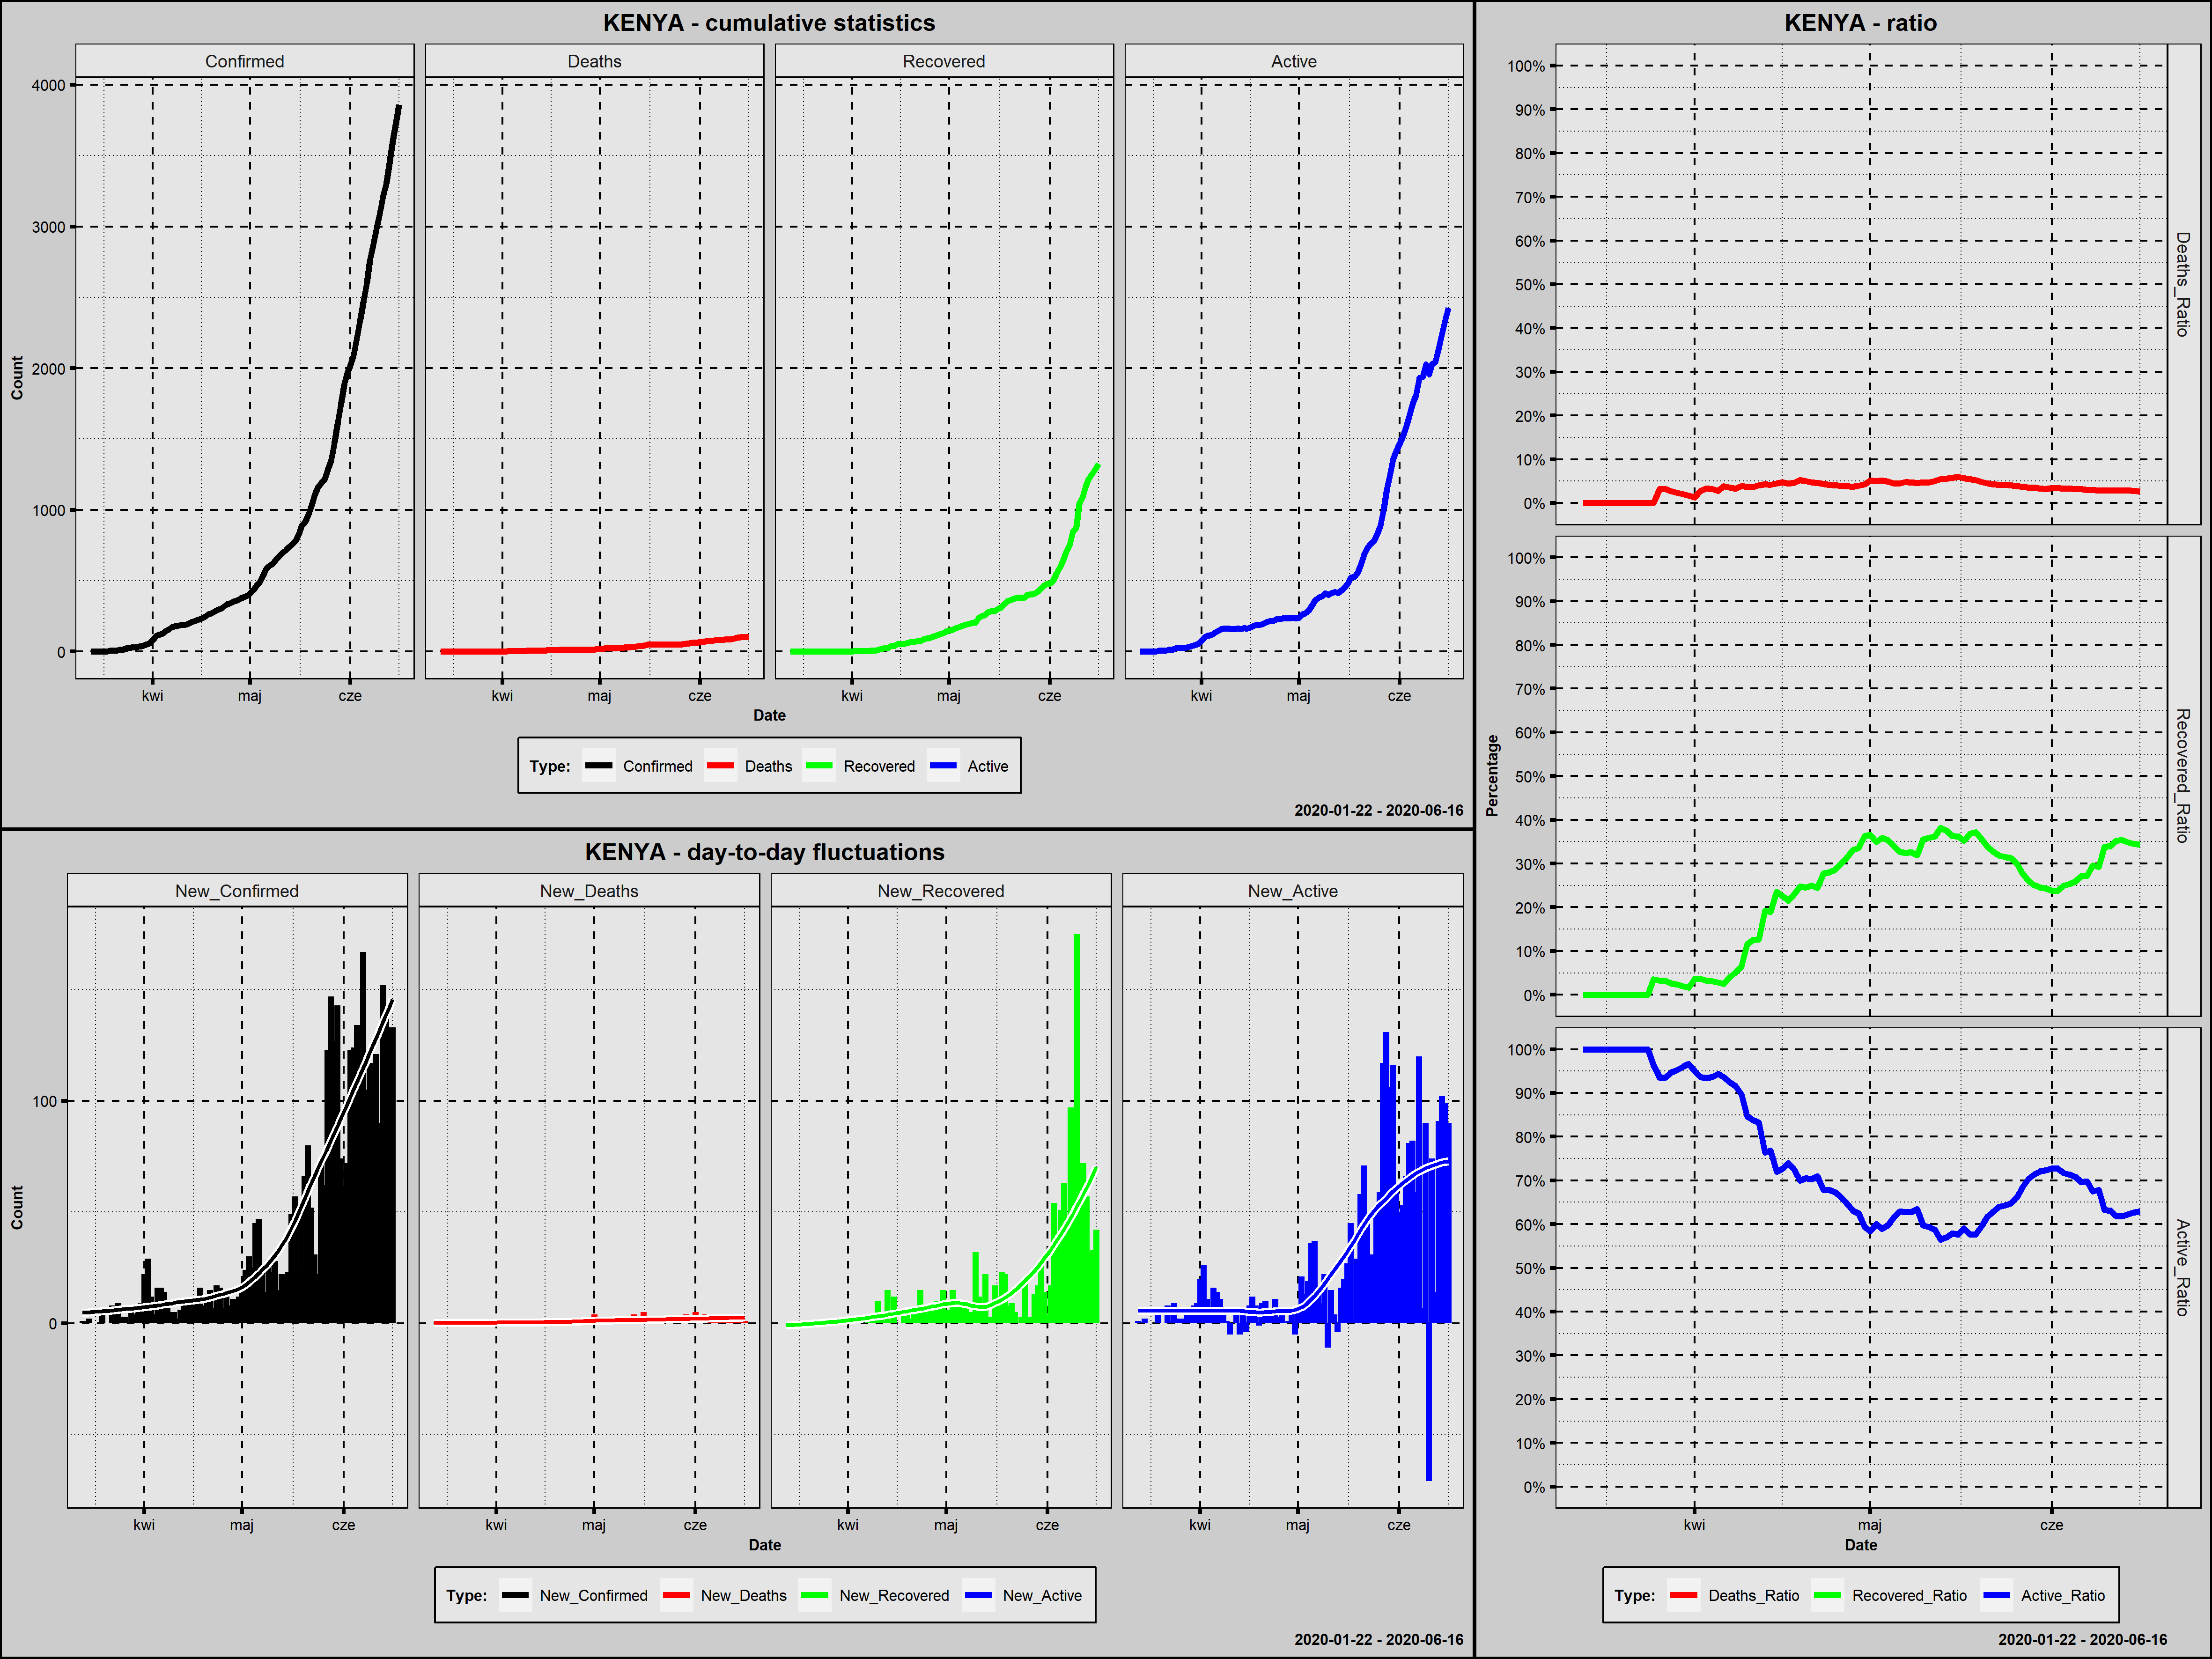 KENYA - cumulative statistics
Confirmed Deaths Recovered Active
4000
3000
2000
1000
0
Count
kwi maj cze kwi maj cze kwi maj cze kwi maj cze
Date
Type: Confirmed Deaths Recovered Active
2020-01-22 - 2020-06-16
KENYA - day-to-day fluctuations
New_Confirmed New_Deaths New_Recovered New_Active
100
0
Count
kwi maj cze kwi maj cze kwi maj cze kwi maj cze
Date
Type: New_Confirmed New_Deaths New_Recovered New_Active
2020-01-22 - 2020-06-16
KENYA - ratio
100%
90%
80%
70%
60%
50%
40%
30%
20%
10%
0%
Deaths_Ratio
100%
90%
80%
70%
60%
50%
40%
30%
20%
10%
0%
Recovered_Ratio
100%
90%
80%
70%
60%
50%
40%
30%
20%
10%
0%
Active_Ratio
Percentage
kwi maj cze
Date
Type: Deaths_Ratio Recovered_Ratio Active_Ratio
2020-01-22 - 2020-06-16